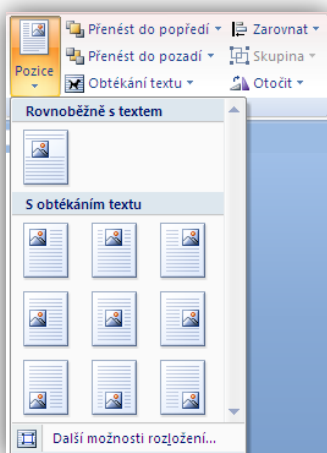 Pozice
Přenést do popředí
Zarovnat
Přenést do pozadí
Skupina
Obtékání textu
Otočit
Rovnoběžně s textem
S obtékáním textu
Další možnosti rozložení...